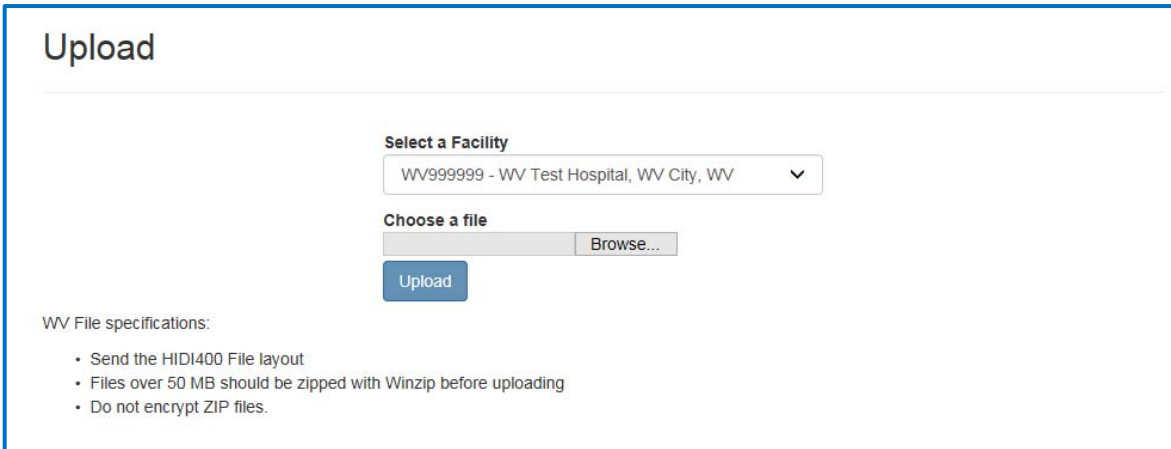 Upload
Select a Facility
WV999999 - WV Test Hospital, WV City, WV
Choose a file
Browse...
Upload
WV File specifications:
• Send the HIDI400 File layout
• Files over 50 MB should be zipped with Winzip before uploading
• Do not encrypt ZIP files.